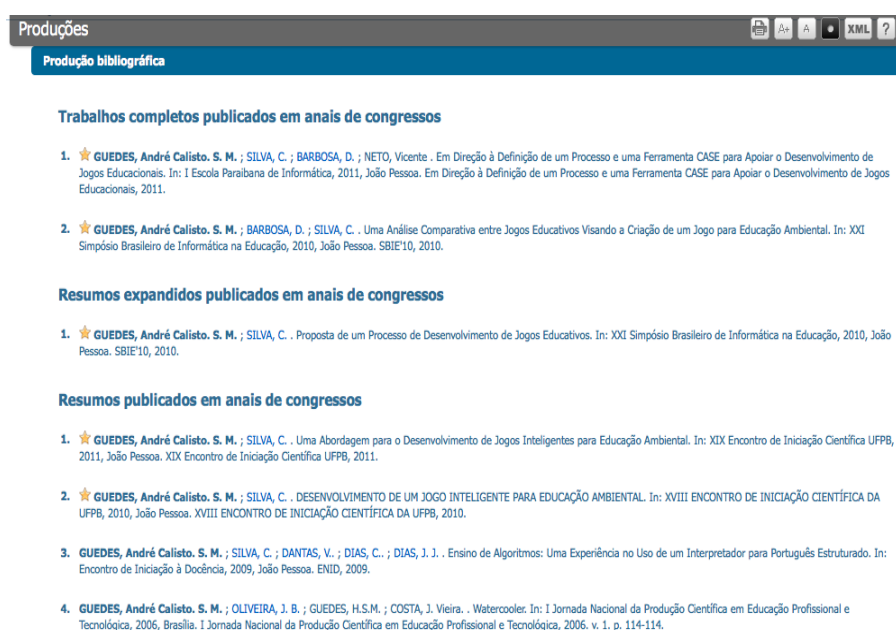 Produções
A+ A XML ?
Produção bibliográfica
Trabalhos completos publicados em anais de congressos
1. GUEDES, André Calisto. S. M. ; SILVA, C. ; BARBOSA, D. ; NETO, Vicente . Em Direção à Definição de um Processo e uma Ferramenta CASE para Apoiar o Desenvolvimento de
Jogos Educacionais. In: I Escola Paraibana de Informática, 2011, João Pessoa. Em Direção à Definição de um Processo e uma Ferramenta CASE para Apoiar o Desenvolvimento de Jogos
Educacionais, 2011.
2. GUEDES, André Calisto. S. M. ; BARBOSA, D. ; SILVA, C. . Uma Análise Comparativa entre Jogos Educativos Visando a Criação de um Jogo para Educação Ambiental. In: XXI
Simpósio Brasileiro de Informática na Educação, 2010, João Pessoa. SBIE'10, 2010.
Resumos expandidos publicados em anais de congressos
1. GUEDES, André Calisto. S. M. ; SILVA, C. . Proposta de um Processo de Desenvolvimento de Jogos Educativos. In: XXI Simpósio Brasileiro de Informática na Educação, 2010, João
Pessoa. SBIE'10, 2010.
Resumos publicados em anais de congressos
1. GUEDES, André Calisto. S. M. ; SILVA, C. . Uma Abordagem para o Desenvolvimento de Jogos Inteligentes para Educação Ambiental. In: XIX Encontro de Iniciação Científica UFPB,
2011, João Pessoa. XIX Encontro de Iniciação Científica UFPB, 2011.
2. GUEDES, André Calisto. S. M. ; SILVA, C. . DESENVOLVIMENTO DE UM JOGO INTELIGENTE PARA EDUCAÇÃO AMBIENTAL. In: XVIII ENCONTRO DE INICIAÇÃO CIENTÍFICA DA
UFPB, 2010, João Pessoa. XVIII ENCONTRO DE INICIAÇÃO CIENTÍFICA DA UFPB, 2010.
3. GUEDES, André Calisto. S. M. ; SILVA, C. ; DANTAS, V.. ; DIAS, C.. ; DIAS, J. J. . Ensino de Algoritmos: Uma Experiência no Uso de um Interpretador para Português Estruturado. In:
Encontro de Iniciação à Docência, 2009, João Pessoa. ENID, 2009.
4. GUEDES, André Calisto. S. M. ; OLIVEIRA, J. B. ; GUEDES, H.S.M. ; COSTA, J. Vieira. . Watercooler. In: I Jornada Nacional da Produção Científica em Educação Profissional e
Tecnológica, 2006, Brasília. I Jornada Nacional da Produção Científica em Educação Profissional e Tecnológica, 2006. v. 1. p. 114-114.